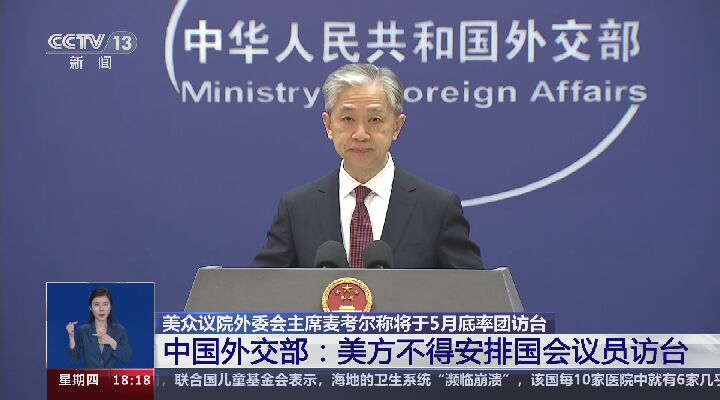 CCTV 13
新闻
中华人民共和国外交部
Ministry Foreign Affairs
美众议院外委会主席麦考尔称将于5月底率团访台
中国外交部：美方不得安排国会议员访台
星期四 18:18 ，联合国儿童基金会表示，海地的卫生系统“濒临崩溃”，该国每10家医院中就有6家几乎